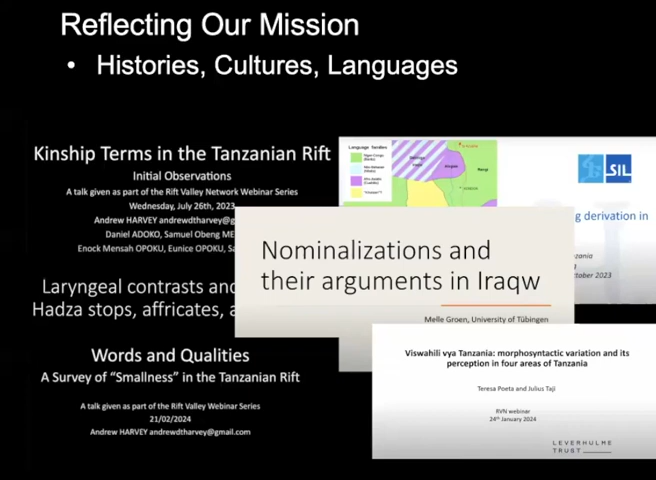 Reflecting Our Mission
• Histories, Cultures, Languages
Kinship Terms in the Tanzanian Rift
Initial Observations
A talk given as part of the Rift Valley Network Webinar Series
Wednesday, July 26th, 2023
Andrew HARVEY andrewdtharvey@g
Daniel ADOKO, Samuel Obeng ME
Enock Mensah OPOKU, Eunice OPOKU, Sa
Laryngeal contrasts and
Hadza stops, affricates, a
Words and Qualities
A Survey of “Smallness” in the Tanzanian Rift
A talk given as part of the Rift Valley Webinar Series
21/02/2024
Andrew HARVEY andrewdtharvey@gmail.com
Language families
SIL
g derivation in
zania
tober 2023
Nominalizations and
their arguments in Iraqw
Melle Groen, University of Tübingen
Viswahili vya Tanzania: morphosyntactic variation and its
perception in four areas of Tanzania
Teresa Poeta and Julius Taji
RVN webinar
24th January 2024
LEVERHULME
TRUST